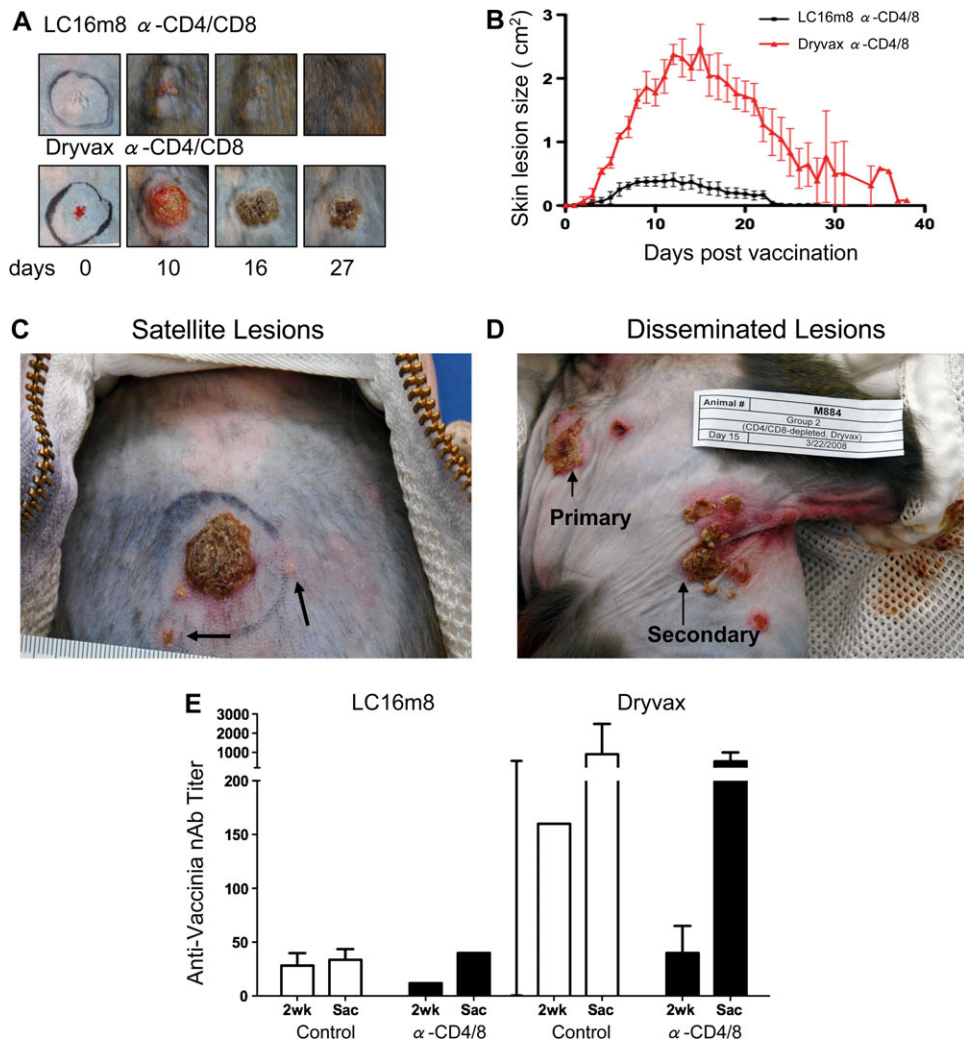 A LC16m8 α-CD4/CD8
Dryvax α-CD4/CD8
days 0 10 16 27
B
LC16m8 α-CD4/8
Dryvax α-CD4/8
Skin lesion size ( cm²)
3
2
1
0
0 10 20 30 40
Days post vaccination
C Satellite Lesions
D Disseminated Lesions
Animal # M884
Group 2
(CD4/CD8-depleted, Dryvax)
Day 15 3/22/2008
Primary
Secondary
E LC16m8 Dryvax
Anti-Vaccinia nAb Titer
3000
2000
1000
200
150
100
50
0
2wk Sac 2wk Sac 2wk Sac 2wk Sac
Control α-CD4/8 Control α-CD4/8